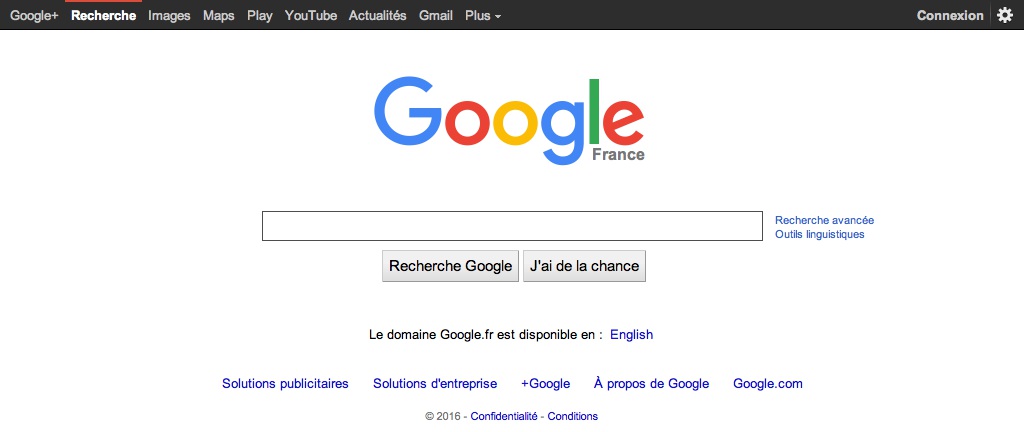 Google+ Recherche Images Maps Play YouTube Actualités Gmail Plus Connexion
Google
France
Recherche avancée
Outils linguistiques
Recherche Google J'ai de la chance
Le domaine Google.fr est disponible en : English
Solutions publicitaires Solutions d'entreprise +Google À propos de Google Google.com
© 2016 - Confidentialité - Conditions